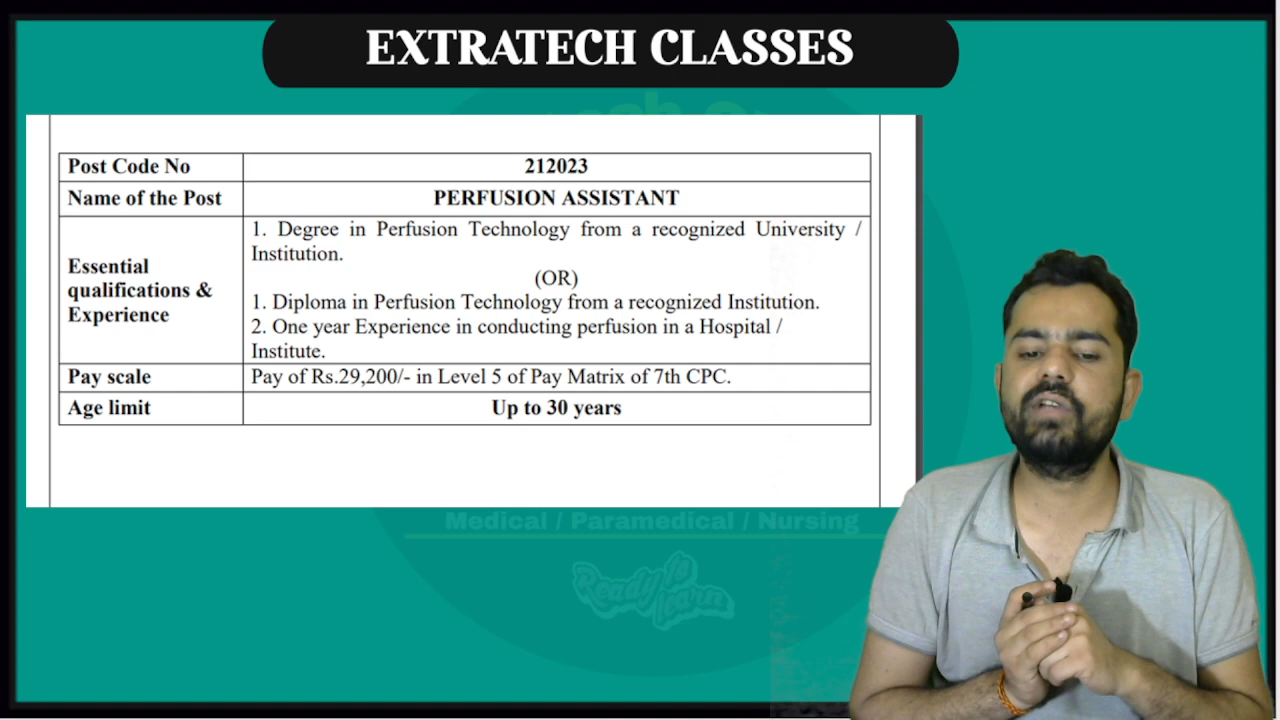 EXTRATECH CLASSES
Post Code No 212023
Name of the Post PERFUSION ASSISTANT
Essential qualifications & Experience
1. Degree in Perfusion Technology from a recognized University /
Institution.
(OR)
1. Diploma in Perfusion Technology from a recognized Institution.
2. One year Experience in conducting perfusion in a Hospital /
Institute.
Pay scale Pay of Rs.29,200/- in Level 5 of Pay Matrix of 7th CPC.
Age limit Up to 30 years
Medical / Paramedical / Nursing
Ready to
learn